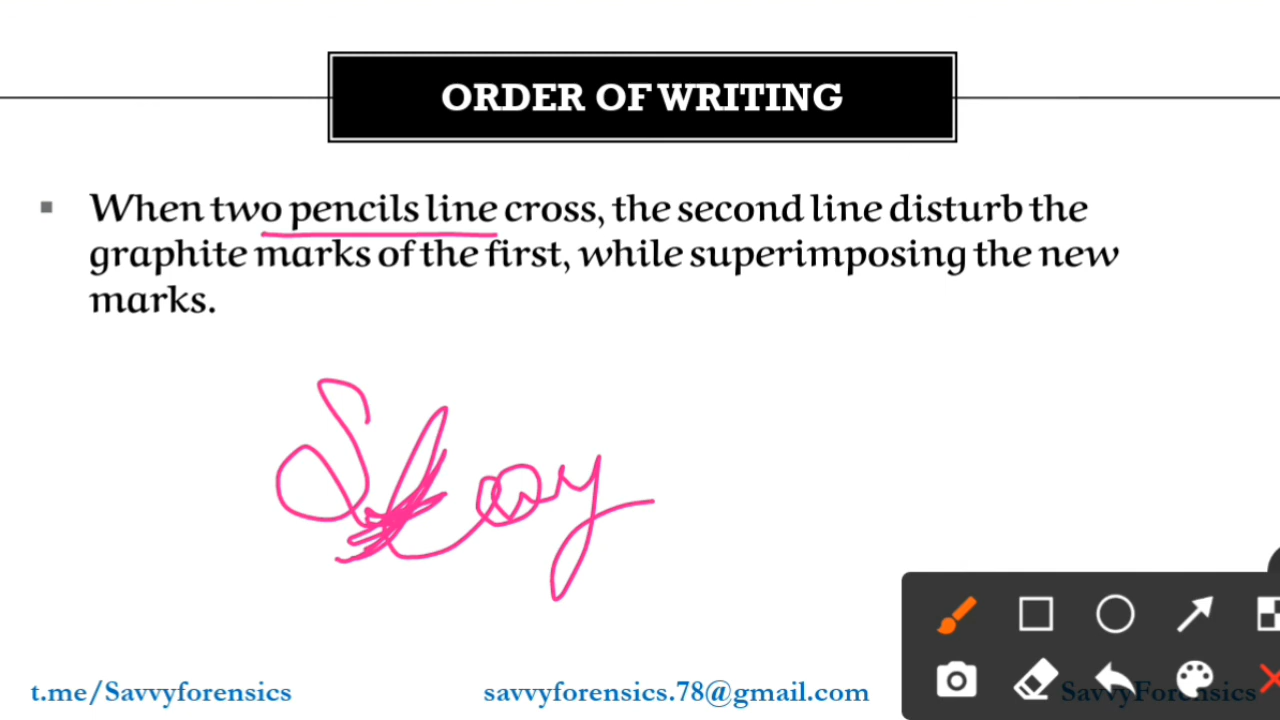 ORDER OF WRITING
When two pencils line cross, the second line disturb the
graphite marks of the first, while superimposing the new
marks.
t.me/Savvyforensics savvyforensics.78@gmail.com SavvyForensics